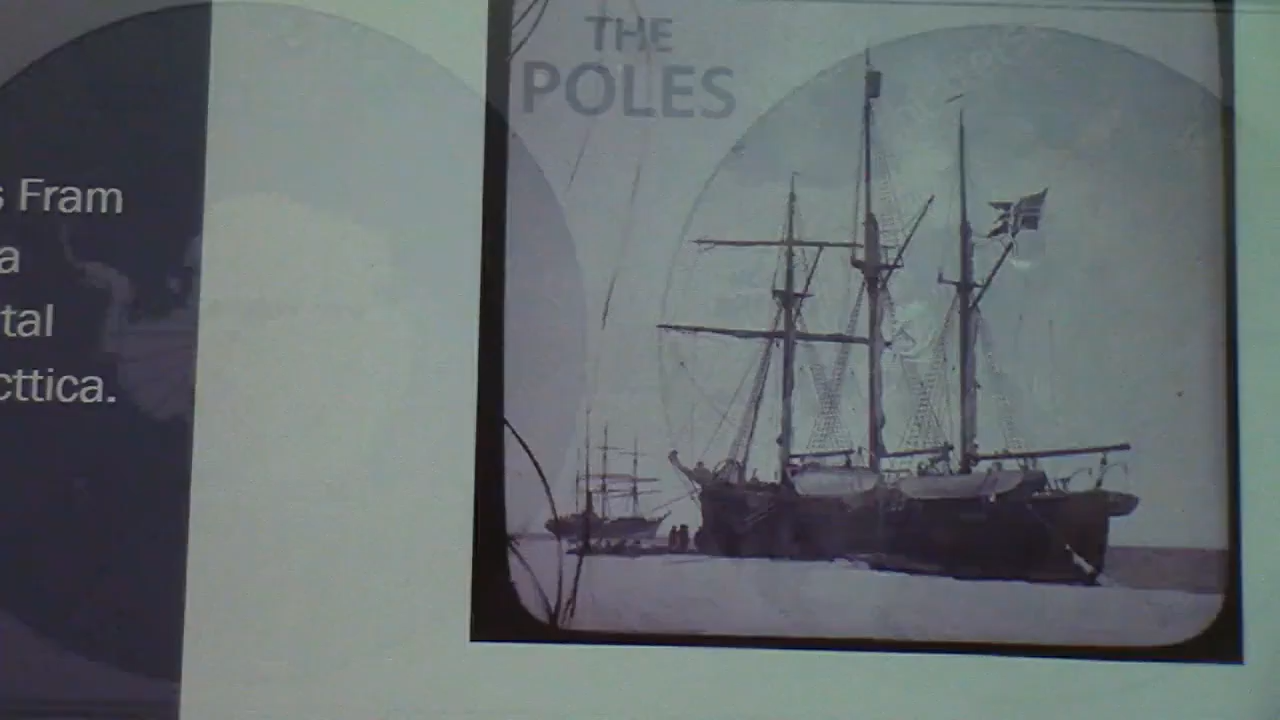 THE
POLES
s Fram
a
tal
cttica.